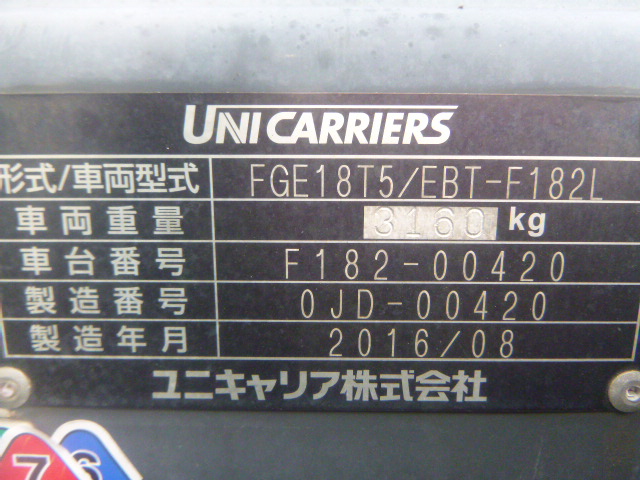 UNICARRIERS
形式/車両型式 FGE18T5/EBT-F182L
車両重量 3160 kg
車台番号 F182-00420
製造番号 0JD-00420
製造年月 2016/08
ユニキャリア株式会社
7 6